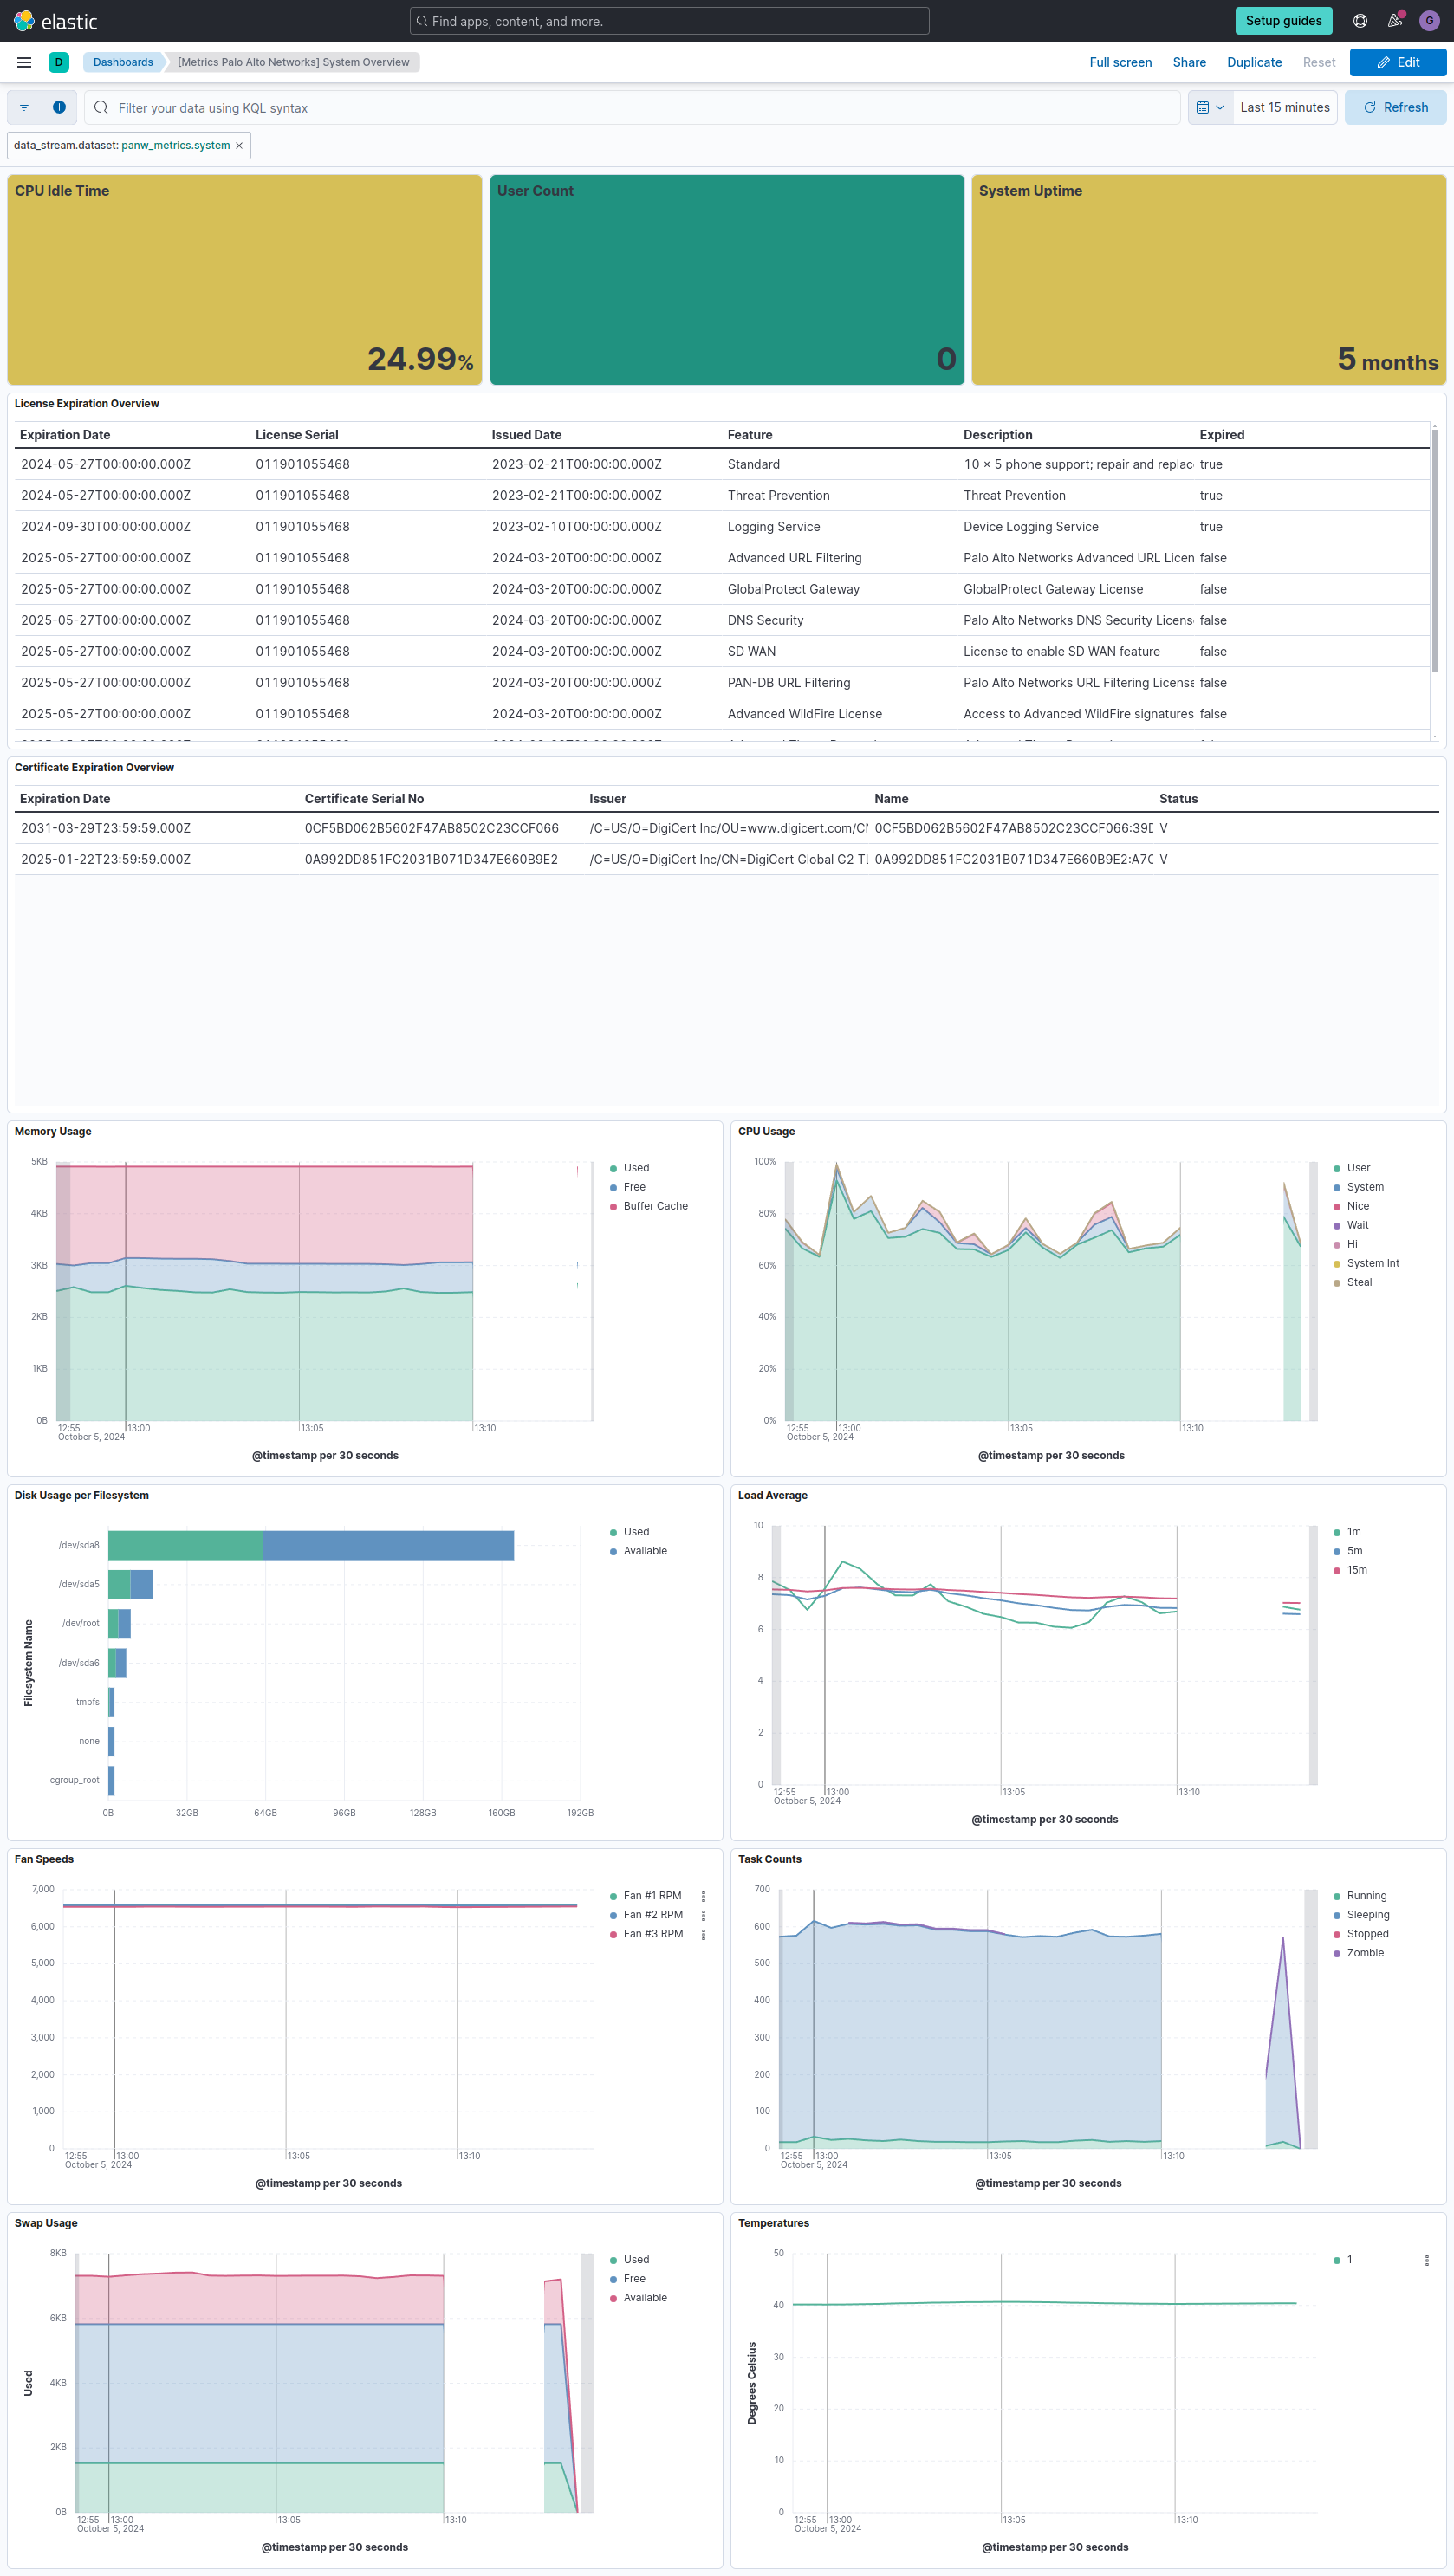 elastic
Find apps, content, and more.
Setup guides
G
D
Dashboards
[Metrics Palo Alto Networks] System Overview
Full screen
Share
Duplicate
Reset
Edit
Filter your data using KQL syntax
Last 15 minutes
Refresh
data_stream.dataset: panw_metrics.system ×
CPU Idle Time
24.99%
User Count
0
System Uptime
5 months
License Expiration Overview
Expiration Date License Serial Issued Date Feature Description Expired
2024-05-27T00:00:00.000Z 011901055468 2023-02-21T00:00:00.000Z Standard 10 x 5 phone support; repair and replac true
2024-05-27T00:00:00.000Z 011901055468 2023-02-21T00:00:00.000Z Threat Prevention Threat Prevention true
2024-09-30T00:00:00.000Z 011901055468 2023-02-10T00:00:00.000Z Logging Service Device Logging Service true
2025-05-27T00:00:00.000Z 011901055468 2024-03-20T00:00:00.000Z Advanced URL Filtering Palo Alto Networks Advanced URL Licen false
2025-05-27T00:00:00.000Z 011901055468 2024-03-20T00:00:00.000Z GlobalProtect Gateway GlobalProtect Gateway License false
2025-05-27T00:00:00.000Z 011901055468 2024-03-20T00:00:00.000Z DNS Security Palo Alto Networks DNS Security Licens false
2025-05-27T00:00:00.000Z 011901055468 2024-03-20T00:00:00.000Z SD WAN License to enable SD WAN feature false
2025-05-27T00:00:00.000Z 011901055468 2024-03-20T00:00:00.000Z PAN-DB URL Filtering Palo Alto Networks URL Filtering License false
2025-05-27T00:00:00.000Z 011901055468 2024-03-20T00:00:00.000Z Advanced WildFire License Access to Advanced WildFire signatures false
Certificate Expiration Overview
Expiration Date Certificate Serial No Issuer Name Status
2031-03-29T23:59:59.000Z 0CF5BD062B5602F47AB8502C23CCF066 /C=US/O=DigiCert Inc/OU=www.digicert.com/CN 0CF5BD062B5602F47AB8502C23CCF066:39D V
2025-01-22T23:59:59.000Z 0A992DD851FC2031B071D347E660B9E2 /C=US/O=DigiCert Inc/CN=DigiCert Global G2 TL 0A992DD851FC2031B071D347E660B9E2:A7C V
Memory Usage
5KB
4KB
3KB
2KB
1KB
0B
12:55 13:00 13:05 13:10
October 5, 2024
@timestamp per 30 seconds
Used
Free
Buffer Cache
CPU Usage
100%
80%
60%
40%
20%
0%
12:55 13:00 13:05 13:10
October 5, 2024
@timestamp per 30 seconds
User
System
Nice
Wait
Hi
System Int
Steal
Disk Usage per Filesystem
Filesystem Name
/dev/sda8
/dev/sda5
/dev/root
/dev/sda6
tmpfs
none
cgroup_root
0B 32GB 64GB 96GB 128GB 160GB 192GB
Used
Available
Load Average
10
8
6
4
2
0
12:55 13:00 13:05 13:10
October 5, 2024
@timestamp per 30 seconds
1m
5m
15m
Fan Speeds
7,000
6,000
5,000
4,000
3,000
2,000
1,000
0
12:55 13:00 13:05 13:10
October 5, 2024
@timestamp per 30 seconds
Fan #1 RPM
Fan #2 RPM
Fan #3 RPM
Task Counts
700
600
500
400
300
200
100
0
12:55 13:00 13:05 13:10
October 5, 2024
@timestamp per 30 seconds
Running
Sleeping
Stopped
Zombie
Swap Usage
Used
8KB
6KB
4KB
2KB
0B
12:55 13:00 13:05 13:10
October 5, 2024
@timestamp per 30 seconds
Used
Free
Available
Temperatures
Degrees Celsius
50
40
30
20
10
0
12:55 13:00 13:05 13:10
October 5, 2024
@timestamp per 30 seconds
1